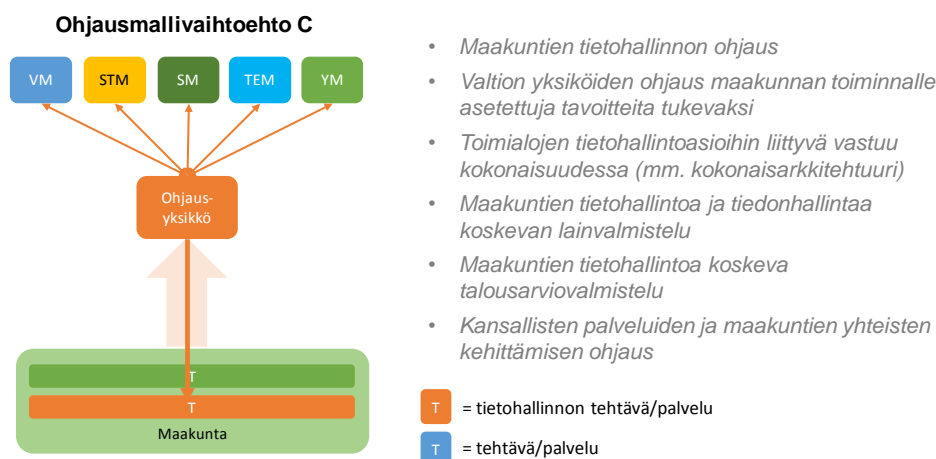 Ohjausmallivaihtoehto C
VM
STM
SM
TEM
YM
Ohjaus-
yksikkö
T
T
Maakunta
• Maakuntien tietohallinnon ohjaus
• Valtion yksiköiden ohjaus maakunnan toiminnalle
asetettuja tavoitteita tukevaksi
• Toimialojen tietohallintoasioihin liittyvä vastuu
kokonaisuudessa (mm. kokonaisarkkitehtuuri)
• Maakuntien tietohallintoa ja tiedonhallintaa
koskevan lainvalmistelu
• Maakuntien tietohallintoa koskeva
talousarviovalmistelu
• Kansallisten palveluiden ja maakuntien yhteisten
kehittämisen ohjaus
T = tietohallinnon tehtävä/palvelu
T = tehtävä/palvelu